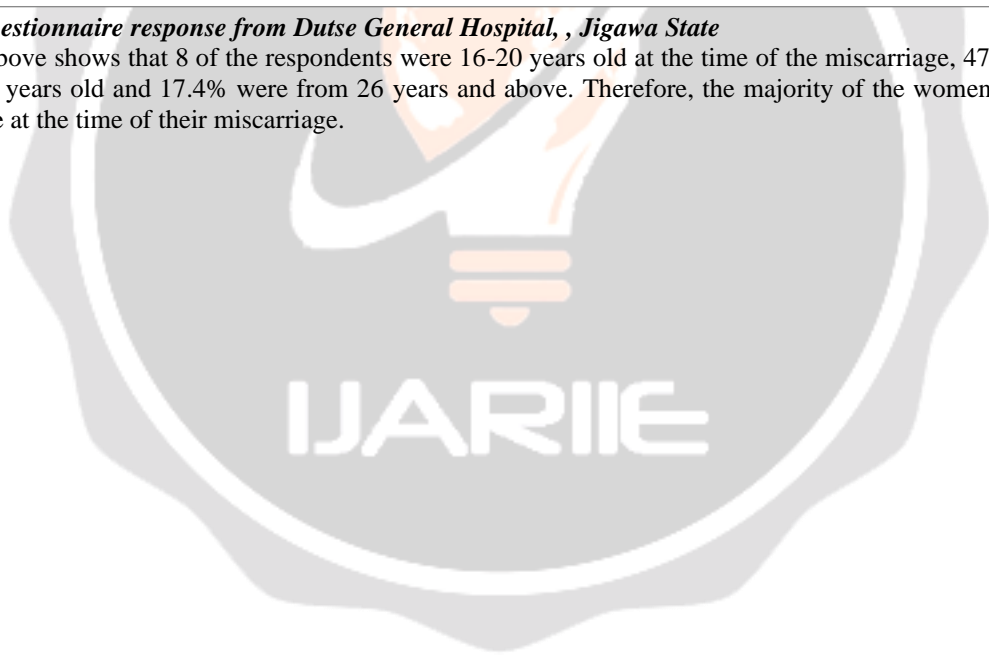 estionnaire response from Dutse General Hospital, , Jigawa State
bove shows that 8 of the respondents were 16-20 years old at the time of the miscarriage, 47
years old and 17.4% were from 26 years and above. Therefore, the majority of the women
e at the time of their miscarriage.
IJARIIE